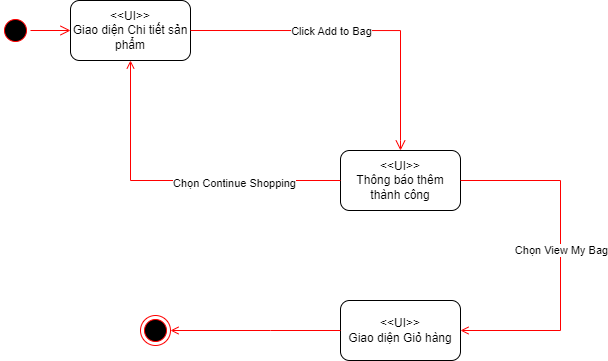 <<UI>>
Giao diện Chi tiết sản
phẩm
Click Add to Bag
<<UI>>
Thông báo thêm
thành công
Chọn Continue Shopping
Chọn View My Bag
<<UI>>
Giao diện Giỏ hàng